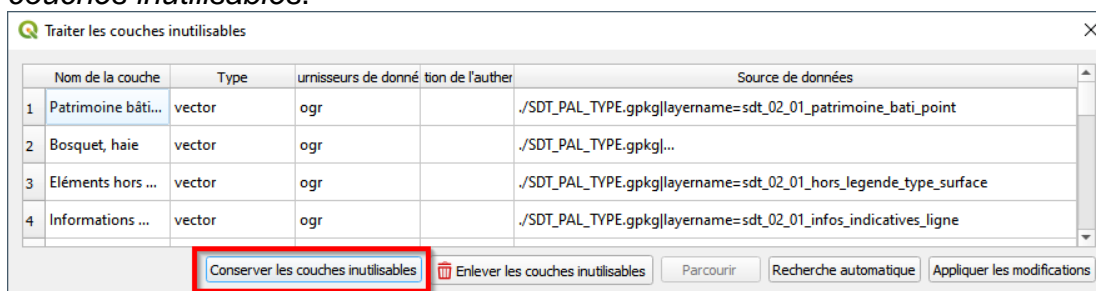 couches inutilisables.
Traiter les couches inutilisables
Nom de la couche Type urnisseurs de donné tion de l'auther Source de données
1 Patrimoine bâti... vector ogr ./SDT_PAL_TYPE.gpkg|layername=sdt_02_01_patrimoine_bati_point
2 Bosquet, haie vector ogr ./SDT_PAL_TYPE.gpkg|...
3 Eléments hors ... vector ogr ./SDT_PAL_TYPE.gpkg|layername=sdt_02_01_hors_legende_type_surface
4 Informations ... vector ogr ./SDT_PAL_TYPE.gpkg|layername=sdt_02_01_infos_indicatives_ligne
Conserver les couches inutilisables Enlever les couches inutilisables Parcourir Recherche automatique Appliquer les modifications